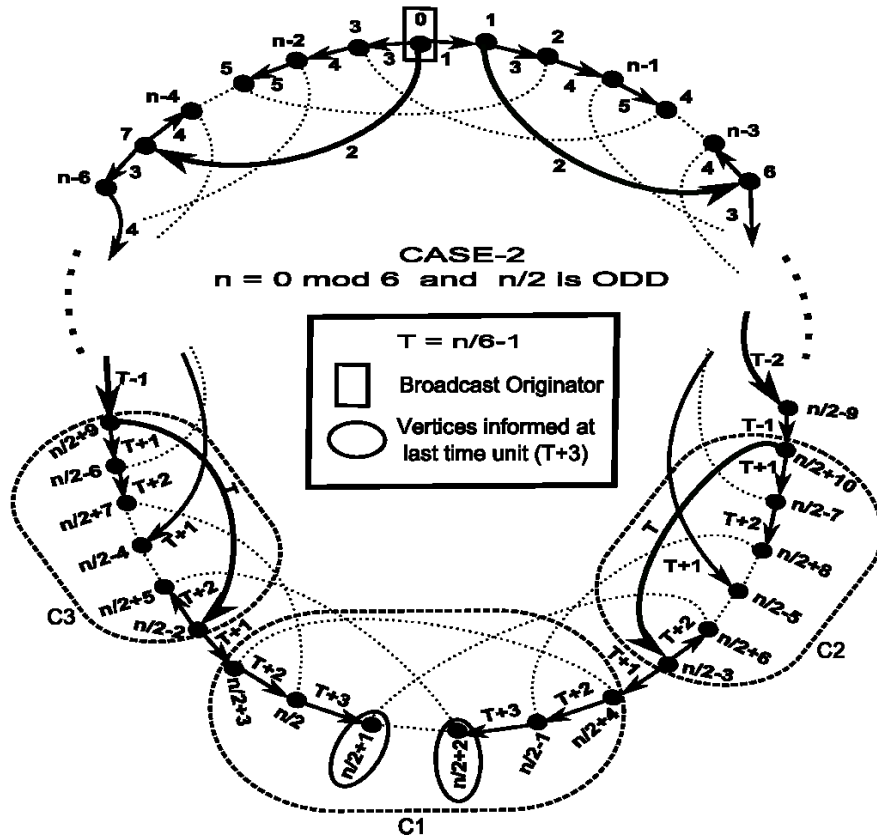 0
1
3
n-2
2
n-1
5
4
n-4
7
n-6
n-3
6
3
1
3
4
4
5
5
4
3
4
2
2
4
3
CASE-2
n = 0 mod 6 and n/2 is ODD
T = n/6-1
Broadcast Originator
Vertices informed at
last time unit (T+3)
T-1
T-2
n/2+9
T+1
n/2-6
T+2
n/2+7
T
n/2-4
T+1
n/2+5
T+2
n/2-2
C3
n/2-9
T-1
n/2+10
T+1
n/2-7
T
T+2
n/2+8
T+1
n/2-5
T+2
n/2+6
n/2-3
C2
T+1
n/2+3
T+2
n/2
T+3
n/2+1
n/2+2
T+3
n/2-1
T+2
n/2+4
T+1
C1